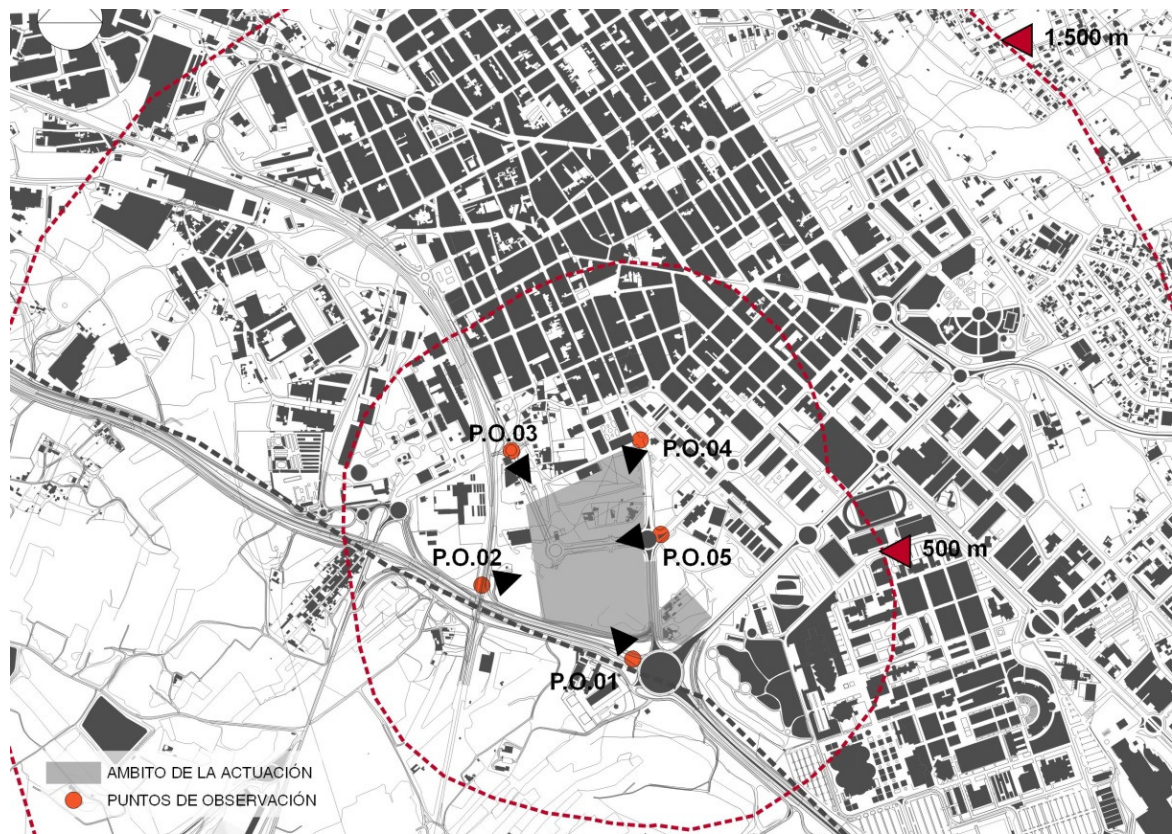 1.500 m
P.O.03
P.O.04
P.O.02
P.O.05
500 m
P.O.01
AMBITO DE LA ACTUACIÓN
PUNTOS DE OBSERVACIÓN